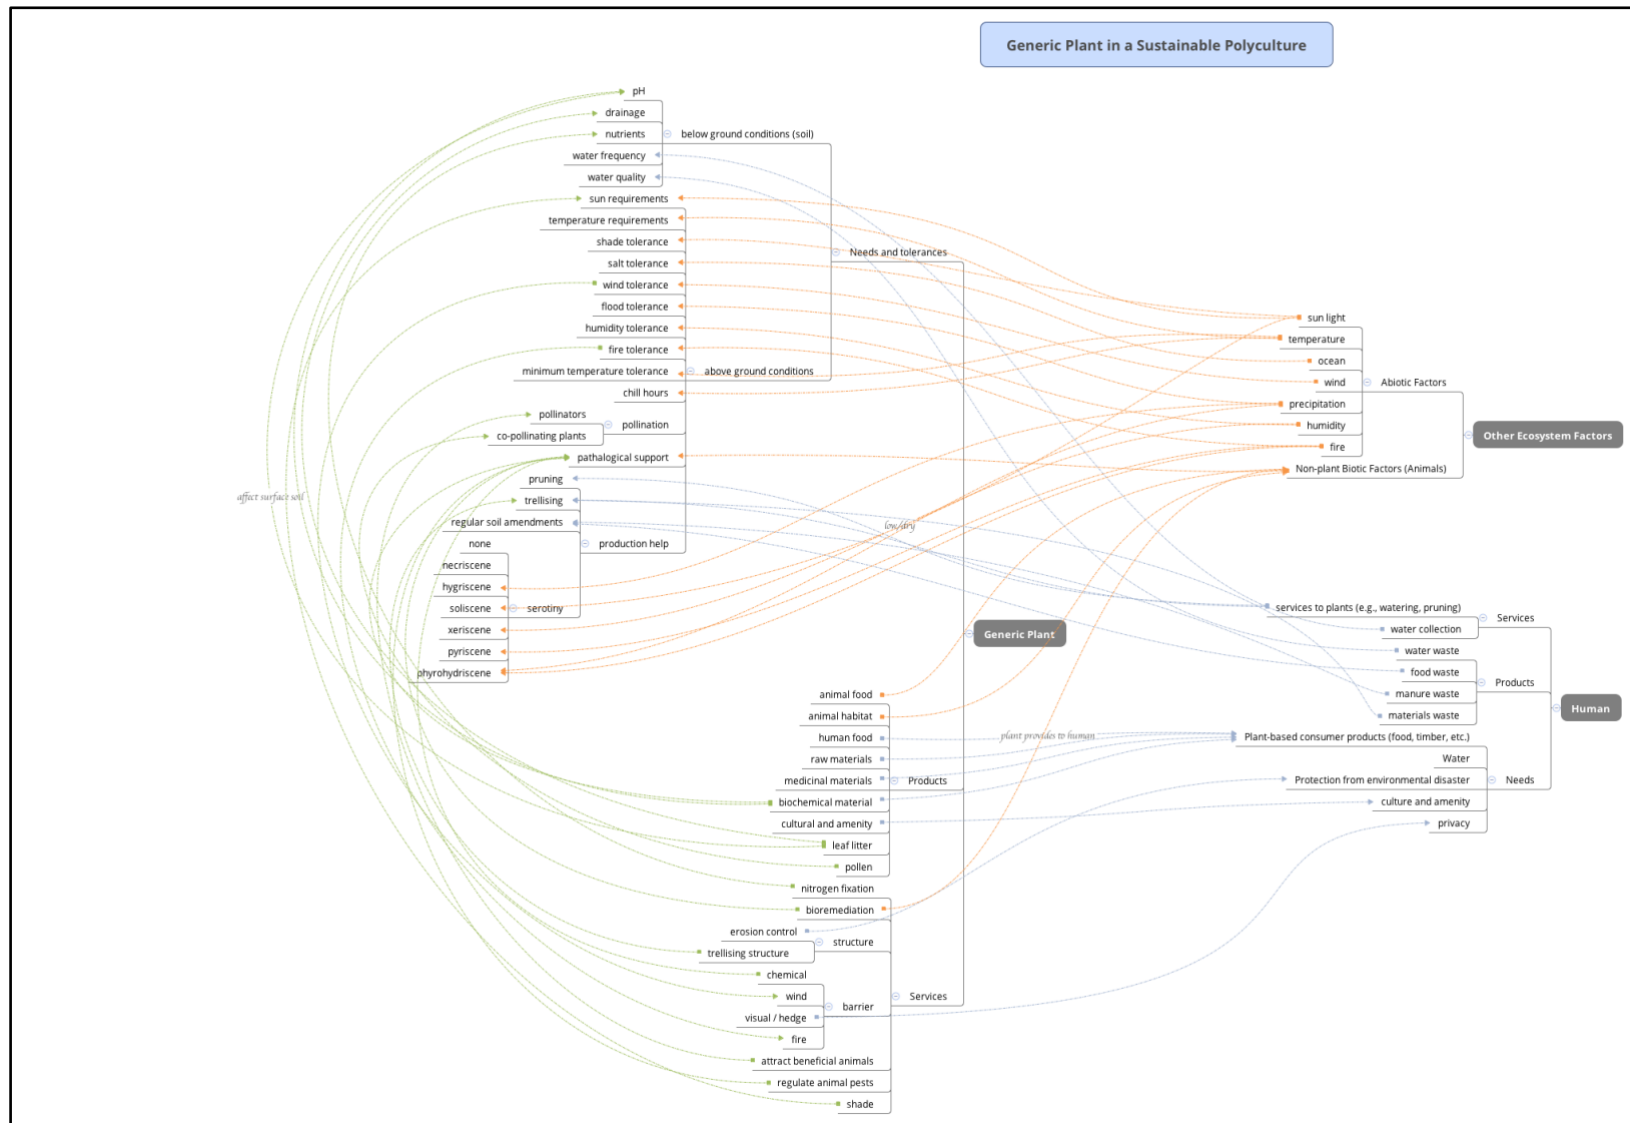 Generic Plant in a Sustainable Polyculture
pH
drainage
nutrients
below ground conditions (soil)
water frequency
water quality
sun requirements
temperature requirements
shade tolerance
Needs and tolerances
salt tolerance
wind tolerance
flood tolerance
humidity tolerance
fire tolerance
minimum temperature tolerance
above ground conditions
chill hours
pollinators
pollination
co-pollinating plants
pathalogical support
pruning
trellising
regular soil amendments
none
production help
necriscene
hygriscene
soliscene
serotiny
xeriscene
pyriscene
phyrohydriscene
affect surface soil
low/dry
Generic Plant
animal food
animal habitat
human food
raw materials
medicinal materials
Products
biochemical material
cultural and amenity
leaf litter
pollen
nitrogen fixation
bioremediation
erosion control
structure
trellising structure
chemical
wind
Services
barrier
visual / hedge
fire
attract beneficial animals
regulate animal pests
shade
sun light
temperature
ocean
wind
Abiotic Factors
precipitation
humidity
Other Ecosystem Factors
fire
Non-plant Biotic Factors (Animals)
services to plants (e.g., watering, pruning)
Services
water collection
water waste
food waste
Products
manure waste
Human
materials waste
plant provides to human
Plant-based consumer products (food, timber, etc.)
Water
Protection from environmental disaster
Needs
culture and amenity
privacy